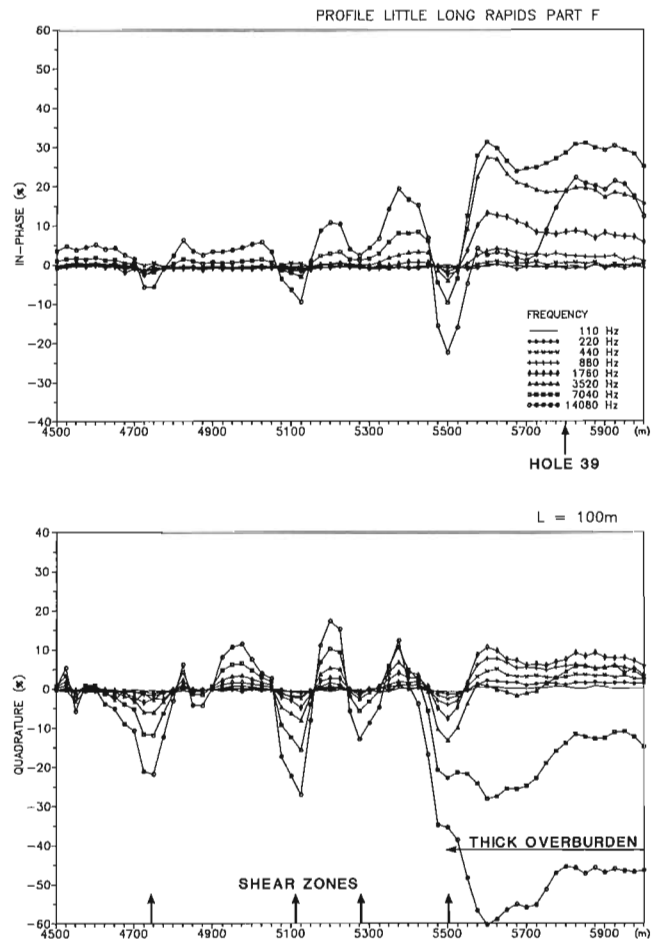 PROFILE LITTLE LONG RAPIDS PART F
60
50
40
30
20
10
0
-10
-20
-30
-40
IN-PHASE (%)
FREQUENCY
110 Hz
220 Hz
440 Hz
880 Hz
1760 Hz
3520 Hz
7040 Hz
14080 Hz
4500 4700 4900 5100 5300 5500 5700 5900 (m)
HOLE 39
L = 100m
40
30
20
10
0
-10
-20
-30
-40
-50
-60
QUADRATURE (%)
THICK OVERBURDEN
SHEAR ZONES
4500 4700 4900 5100 5300 5500 5700 5900 (m)